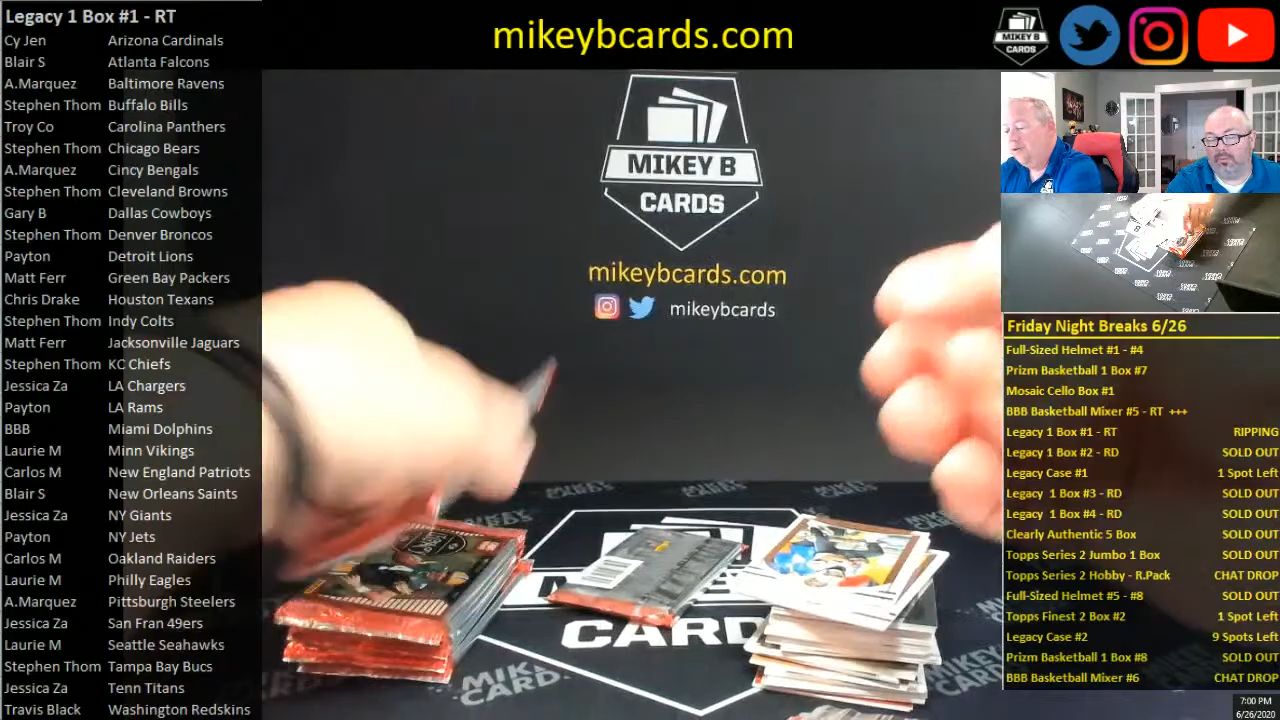 Legacy 1 Box #1 - RT
Cy Jen Arizona Cardinals
Blair S Atlanta Falcons
A.Marquez Baltimore Ravens
Stephen Thom Buffalo Bills
Troy Co Carolina Panthers
Stephen Thom Chicago Bears
A.Marquez Cincy Bengals
Stephen Thom Cleveland Browns
Gary B Dallas Cowboys
Stephen Thom Denver Broncos
Payton Detroit Lions
Matt Ferr Green Bay Packers
Chris Drake Houston Texans
Stephen Thom Indy Colts
Matt Ferr Jacksonville Jaguars
Stephen Thom KC Chiefs
Jessica Za LA Chargers
Payton LA Rams
BBB Miami Dolphins
Laurie M Minn Vikings
Carlos M New England Patriots
Blair S New Orleans Saints
Jessica Za NY Giants
Payton NY Jets
Carlos M Oakland Raiders
Laurie M Philly Eagles
A.Marquez Pittsburgh Steelers
Jessica Za San Fran 49ers
Laurie M Seattle Seahawks
Stephen Thom Tampa Bay Bucs
Jessica Za Tenn Titans
Travis Black Washington Redskins
mikeybcards.com
MIKEY B
CARDS
MIKEY B
CARDS
mikeybcards.com
mikeybcards
CARD
MIKEY B
CARDS
Friday Night Breaks 6/26
Full-Sized Helmet #1 - #4
Prizm Basketball 1 Box #7
Mosaic Cello Box #1
BBB Basketball Mixer #5 - RT +++
Legacy 1 Box #1 - RT RIPPING
Legacy 1 Box #2 - RD SOLD OUT
Legacy Case #1 1 Spot Left
Legacy 1 Box #3 - RD SOLD OUT
Legacy 1 Box #4 - RD SOLD OUT
Clearly Authentic 5 Box SOLD OUT
Topps Series 2 Jumbo 1 Box SOLD OUT
Topps Series 2 Hobby - R.Pack CHAT DROP
Full-Sized Helmet #5 - #8 SOLD OUT
Topps Finest 2 Box #2 1 Spot Left
Legacy Case #2 9 Spots Left
Prizm Basketball 1 Box #8 SOLD OUT
BBB Basketball Mixer #6 CHAT DROP
7:00 PM
6/26/2020